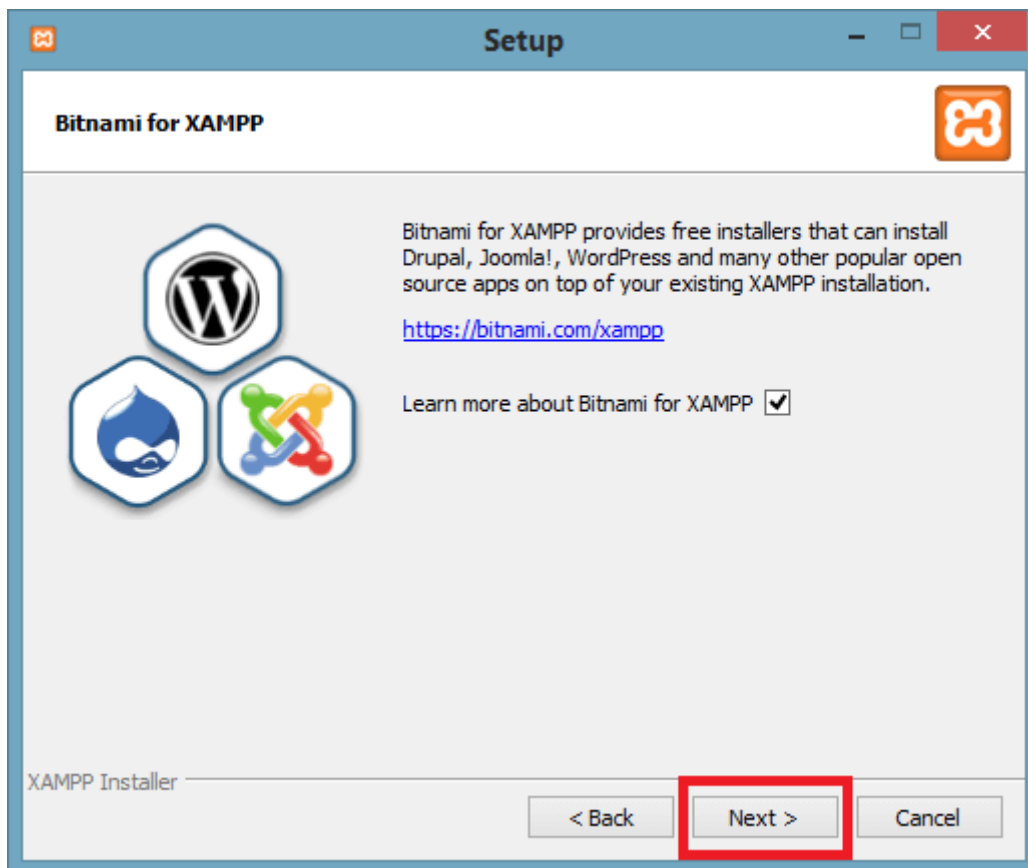 Setup
Bitnami for XAMPP
Bitnami for XAMPP provides free installers that can install
Drupal, Joomla!, WordPress and many other popular open
source apps on top of your existing XAMPP installation.
https://bitnami.com/xampp
Learn more about Bitnami for XAMPP
XAMPP Installer
< Back
Next >
Cancel